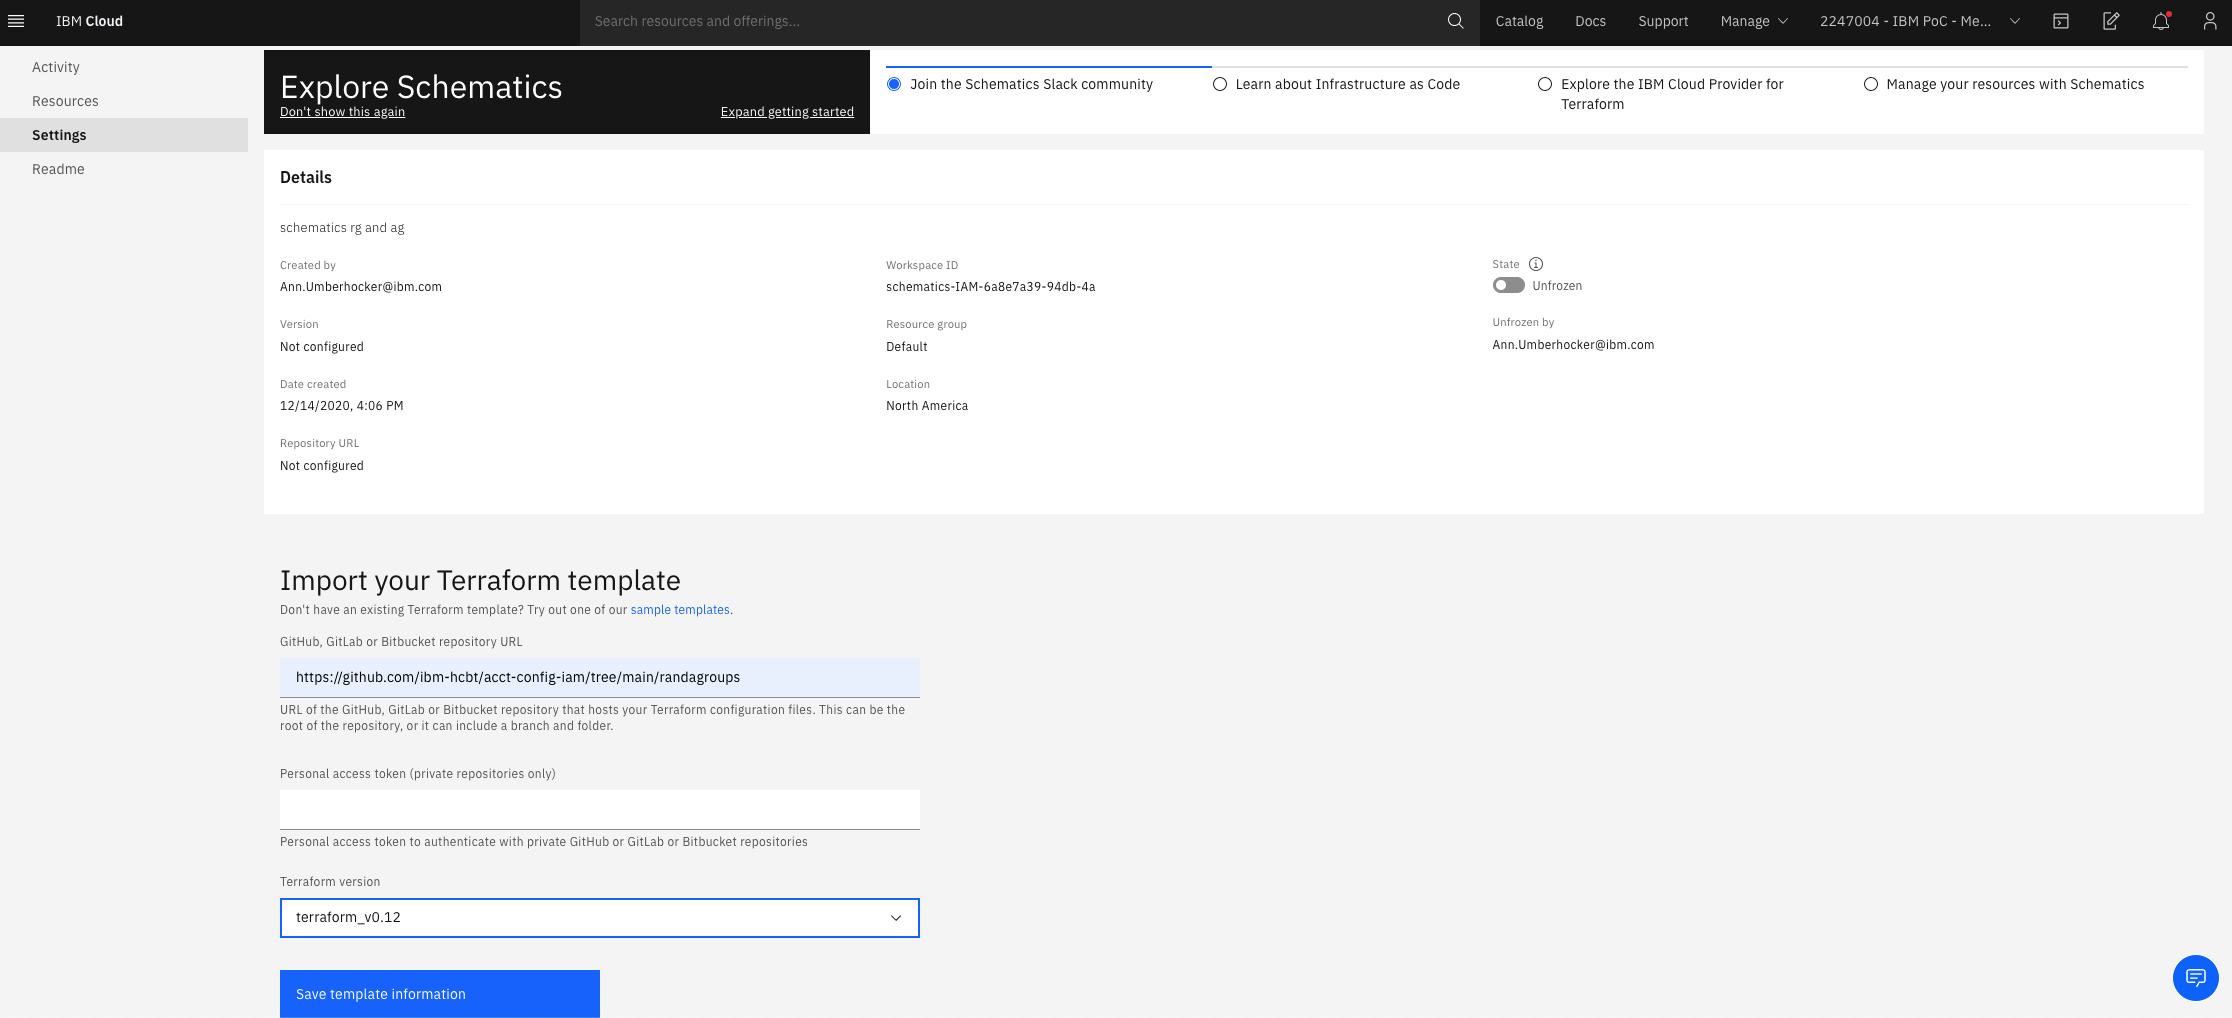 IBM Cloud
Search resources and offerings...
Catalog
Docs
Support
Manage
2247004 - IBM PoC - Me...
Activity
Resources
Settings
Readme
Explore Schematics
Don't show this again
Expand getting started
Join the Schematics Slack community
Learn about Infrastructure as Code
Explore the IBM Cloud Provider for
Terraform
Manage your resources with Schematics
Details
schematics rg and ag
Created by
Ann.Umberhocker@ibm.com
Version
Not configured
Date created
12/14/2020, 4:06 PM
Repository URL
Not configured
Workspace ID
schematics-IAM-6a8e7a39-94db-4a
Resource group
Default
Location
North America
State
Unfrozen
Unfrozen by
Ann.Umberhocker@ibm.com
Import your Terraform template
Don't have an existing Terraform template? Try out one of our sample templates.
GitHub, GitLab or Bitbucket repository URL
https://github.com/ibm-hcbt/acct-config-iam/tree/main/randagroups
URL of the GitHub, GitLab or Bitbucket repository that hosts your Terraform configuration files. This can be the
root of the repository, or it can include a branch and folder.
Personal access token (private repositories only)
Personal access token to authenticate with private GitHub or GitLab or Bitbucket repositories
Terraform version
terraform_v0.12
Save template information